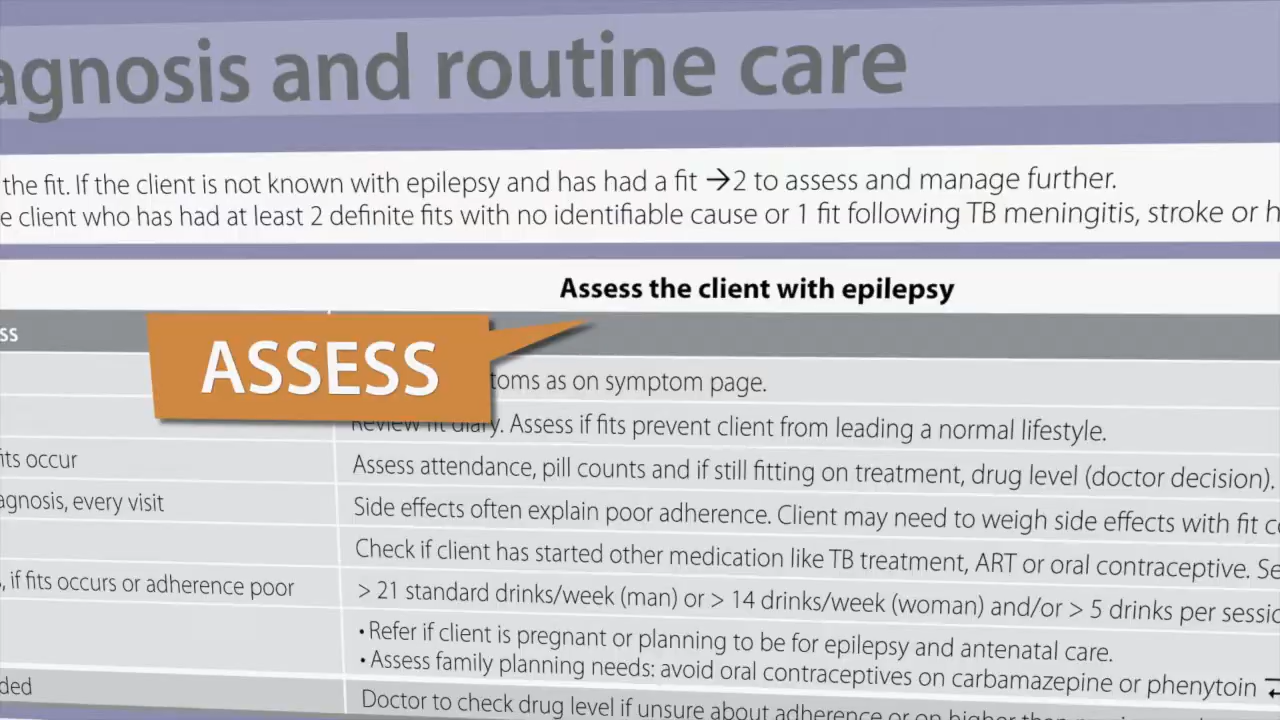 agnosis and routine care
the fit. If the client is not known with epilepsy and has had a fit →2 to assess and manage further.
e client who has had at least 2 definite fits with no identifiable cause or 1 fit following TB meningitis, stroke or h
Assess the client with epilepsy
ss
ASSESS
toms as on symptom page.
Review fit diary. Assess if fits prevent client from leading a normal lifestyle.
its occur
Assess attendance, pill counts and if still fitting on treatment, drug level (doctor decision).
agnosis, every visit
Side effects often explain poor adherence. Client may need to weigh side effects with fit c
Check if client has started other medication like TB treatment, ART or oral contraceptive. Se
, if fits occurs or adherence poor
> 21 standard drinks/week (man) or > 14 drinks/week (woman) and/or > 5 drinks per sessio
• Refer if client is pregnant or planning to be for epilepsy and antenatal care.
• Assess family planning needs: avoid oral contraceptives on carbamazepine or phenytoin ⇄
ded
Doctor to check drug level if unsure about adherence or on higher than